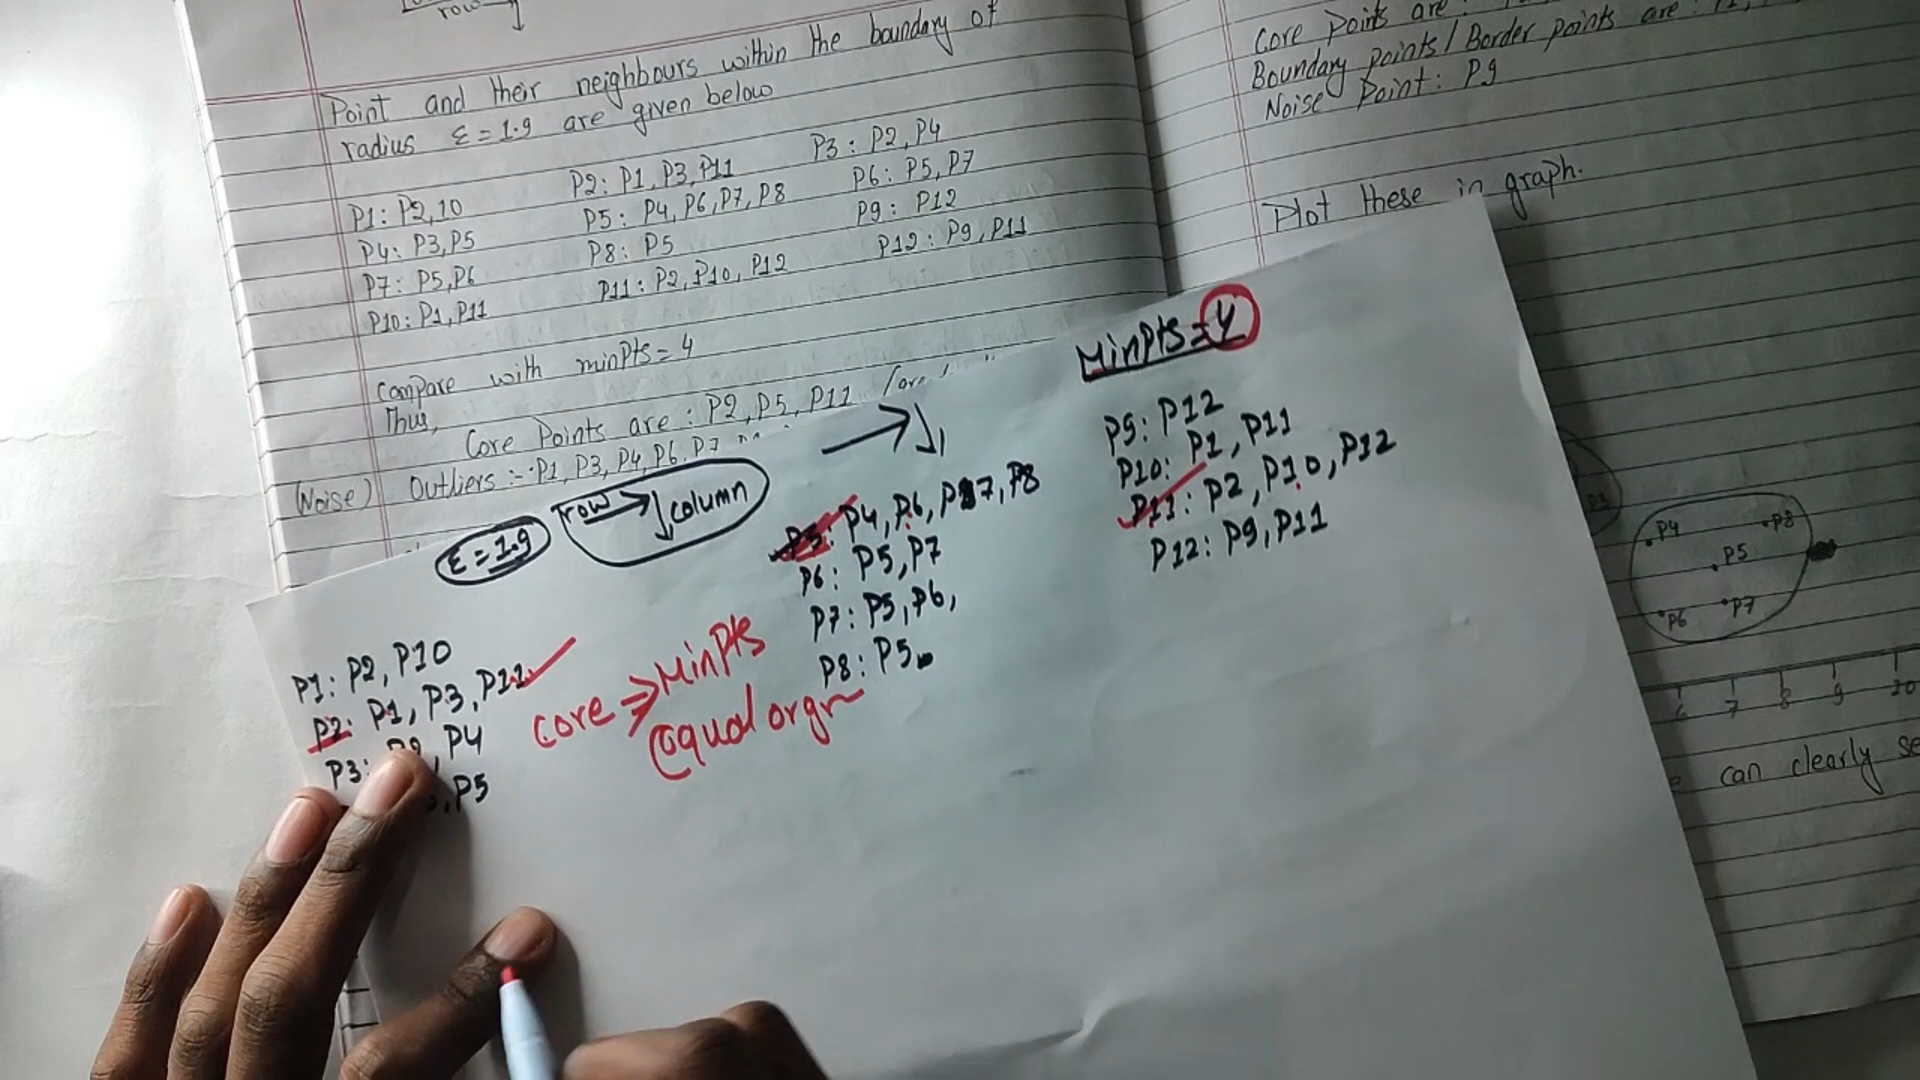 row
Point and their neighbours within the boundary of
radius ε = 1.9 are given below
P1: P2, 10 P2: P1, P3, P11 P3: P2, P4
P4: P3, P5 P5: P4, P6, P7, P8 P6: P5, P7
P7: P5, P6 P8: P5 P9: P12
P10: P1, P11 P11: P2, P10, P12 P12: P9, P11
Compare with minPts = 4
Thus,
Core Points are: P2, P5, P11
(Noise) Outliers :- P1, P3, P4, P6, P7
Core Points are:
Boundary points / Border points are:
Noise Point: P9
Plot these in graph.
P4 P8
P5
P6 P7
6 7 8 9 10
can clearly se
ε = 1.9
row → ↓ column
MinPts = 4
P1: P2, P10
P2: P1, P3, P11
P3: P2, P4
, P5
core => MinPts
equal or gr
P5: P4, P6, P7, P8
P6: P5, P7
P7: P5, P6,
P8: P5
P9: P12
P10: P1, P11
P11: P2, P10, P12
P12: P9, P11